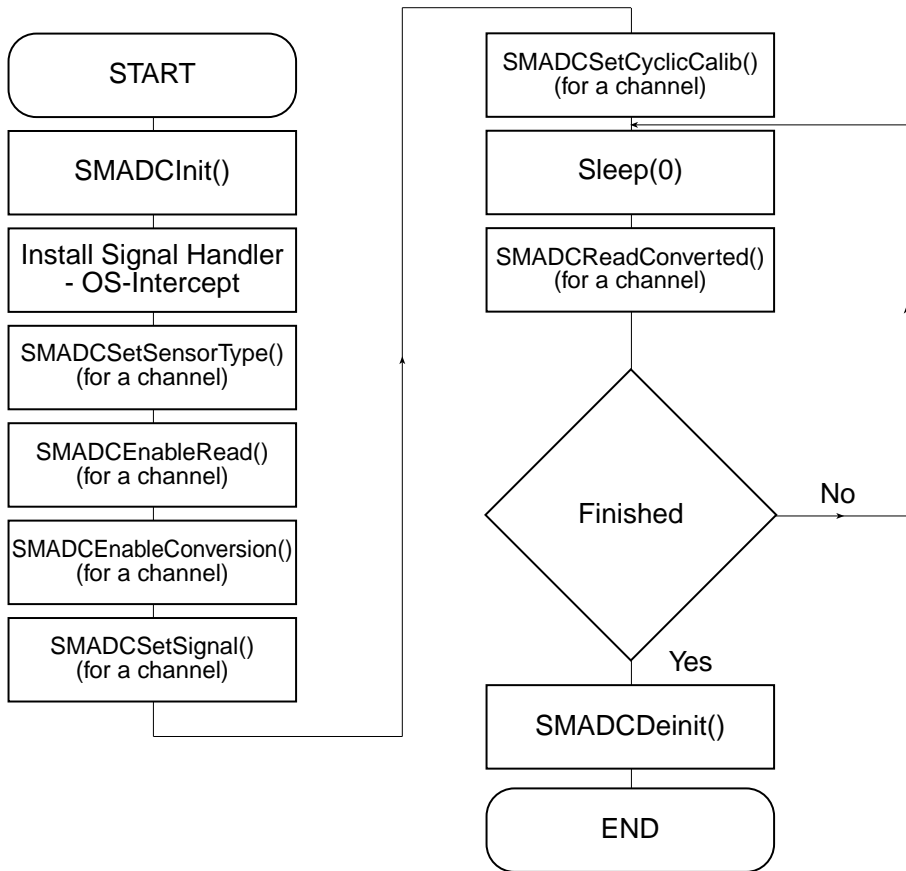 START
SMADCInit()
Install Signal Handler
- OS-Intercept
SMADCSetSensorType()
(for a channel)
SMADCEnableRead()
(for a channel)
SMADCEnableConversion()
(for a channel)
SMADCSetSignal()
(for a channel)
SMADCSetCyclicCalib()
(for a channel)
Sleep(0)
SMADCReadConverted()
(for a channel)
Finished
No
Yes
SMADCDeinit()
END